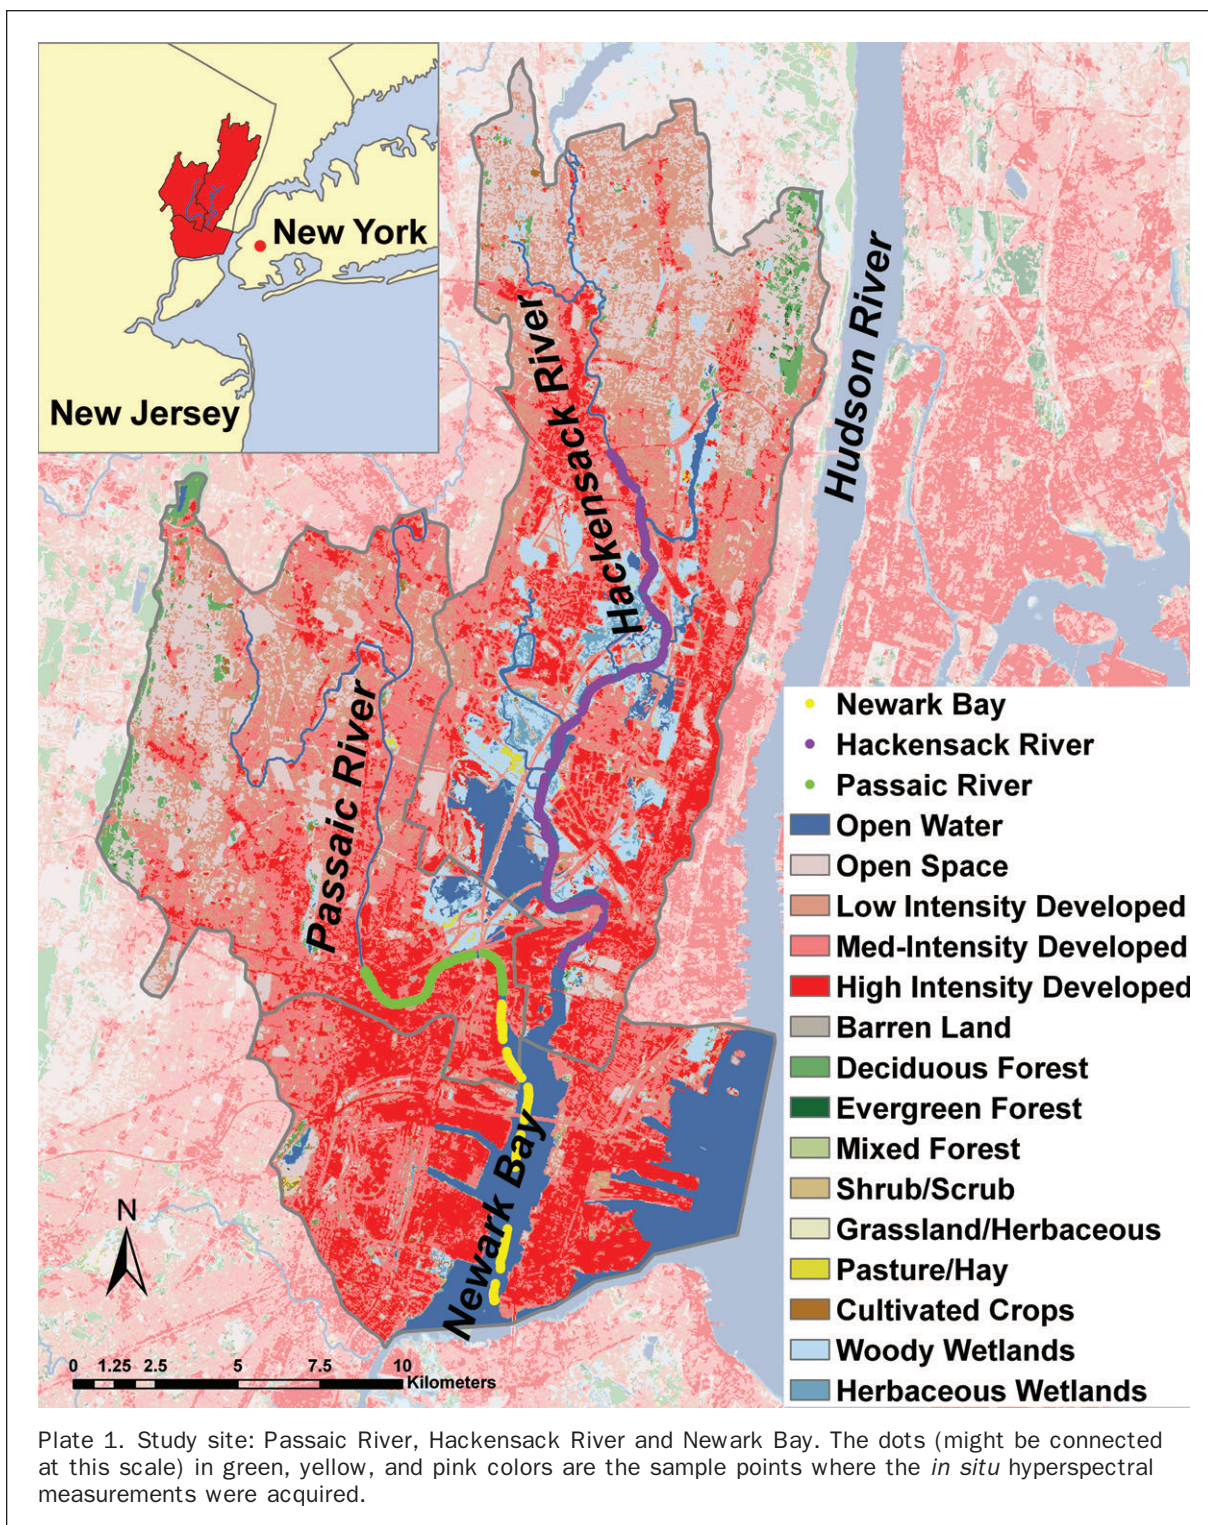 New York
New Jersey
Hackensack River
Hudson River
Passaic River
Newark Bay
Newark Bay
Hackensack River
Passaic River
Open Water
Open Space
Low Intensity Developed
Med-Intensity Developed
High Intensity Developed
Barren Land
Deciduous Forest
Evergreen Forest
Mixed Forest
Shrub/Scrub
Grassland/Herbaceous
Pasture/Hay
Cultivated Crops
Woody Wetlands
Herbaceous Wetlands
N
0 1.25 2.5 5 7.5 10
Kilometers
Plate 1. Study site: Passaic River, Hackensack River and Newark Bay. The dots (might be connected
at this scale) in green, yellow, and pink colors are the sample points where the in situ hyperspectral
measurements were acquired.